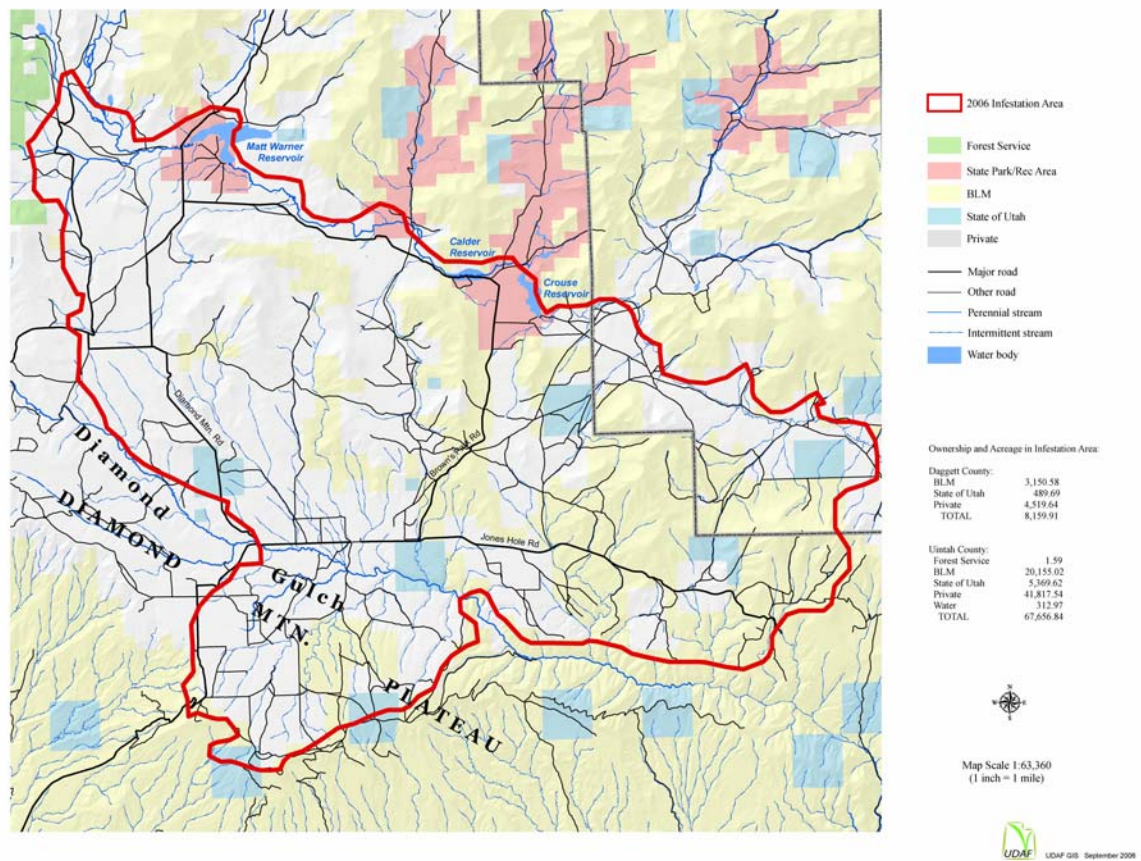 Matt Warner
Reservoir
Calder
Reservoir
Crouse
Reservoir
Diamond Mtn. Rd
Brown's Park Rd
Jones Hole Rd
Diamond
Gulch
DIAMOND
MTN.
PLATEAU
2006 Infestation Area
Forest Service
State Park/Rec Area
BLM
State of Utah
Private
Major road
Other road
Perennial stream
Intermittent stream
Water body
Ownership and Acreage in Infestation Area:
Daggett County:
BLM 3,150.58
State of Utah 489.69
Private 4,519.64
TOTAL 8,159.91
Uintah County:
Forest Service 1.59
BLM 20,155.02
State of Utah 5,369.62
Private 41,817.54
Water 312.97
TOTAL 67,656.84
N
W E
S
Map Scale 1:63,360
(1 inch = 1 mile)
UDAF
UDAF GIS September 2006